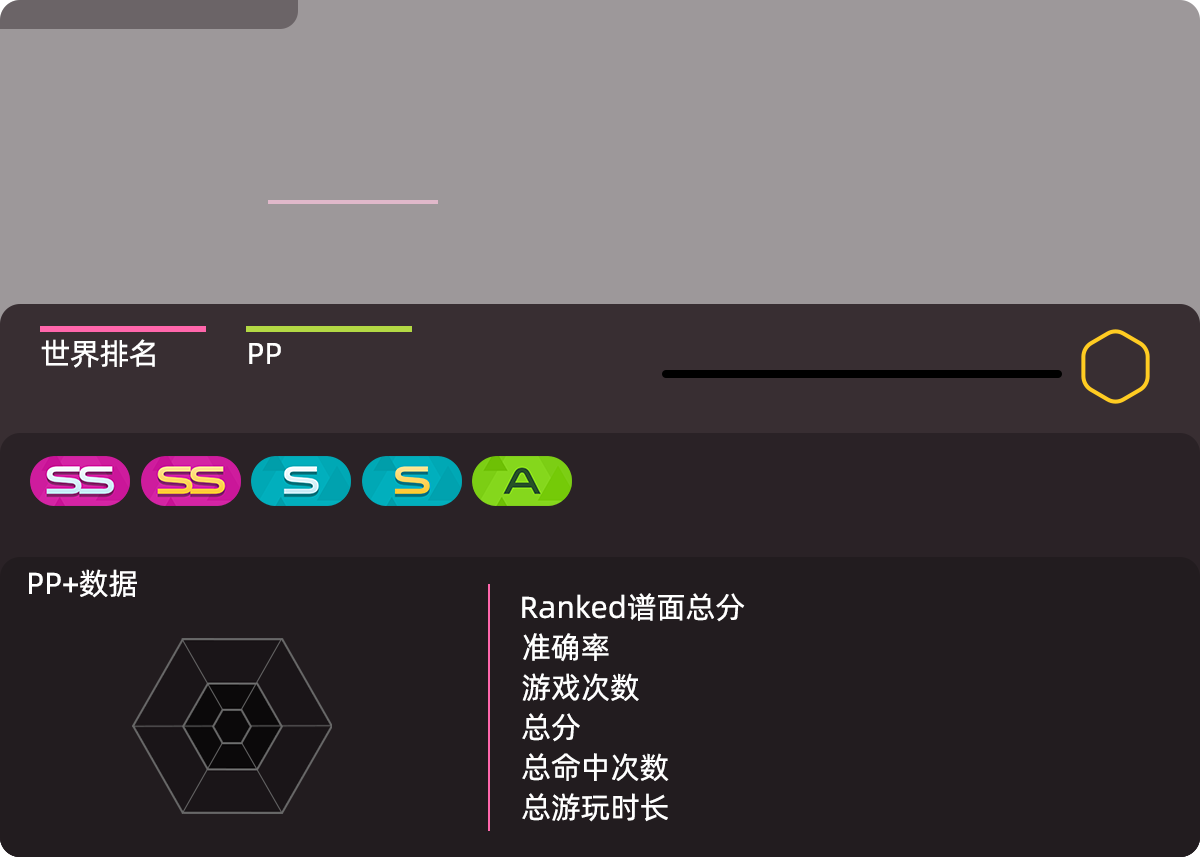 世界排名 PP
SS SS S S A
PP+数据
Ranked谱面总分
准确率
游戏次数
总分
总命中次数
总游玩时长